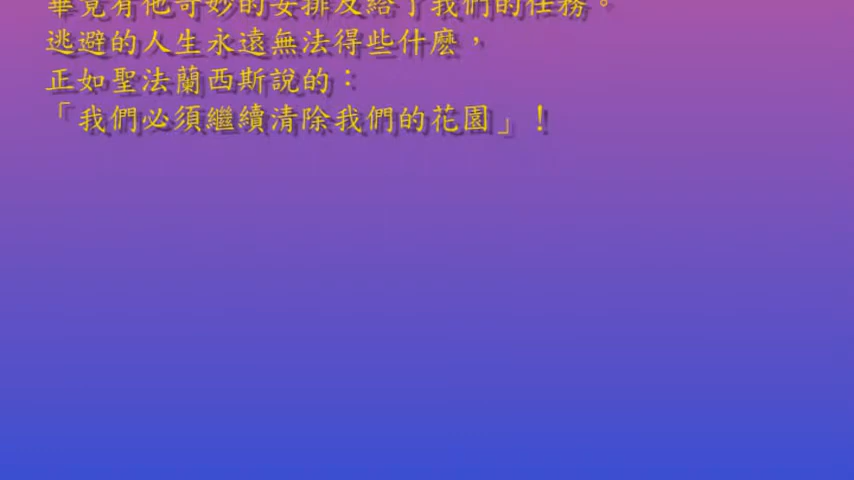 畢竟有他奇妙的安排及給了我們的任務。
逃避的人生永遠無法得些什麼，
正如聖法蘭西斯說的：
「我們必須繼續清除我們的花園」！